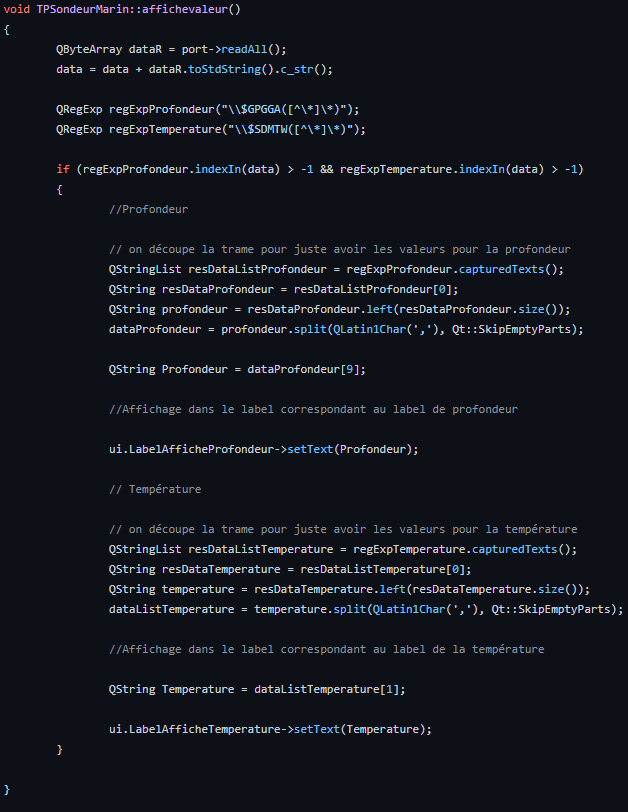 void TPSondeurMarin::affichevaleur()
{
QByteArray dataR = port->readAll();
data = data + dataR.toStdString().c_str();
QRegExp regExpProfondeur("\\$GPGGA([^\*]\*)");
QRegExp regExpTemperature("\\$SDMTW([^\*]\*)");
if (regExpProfondeur.indexIn(data) > -1 && regExpTemperature.indexIn(data) > -1)
{
//Profondeur
// on découpe la trame pour juste avoir les valeurs pour la profondeur
QStringList resDataListProfondeur = regExpProfondeur.capturedTexts();
QString resDataProfondeur = resDataListProfondeur[0];
QString profondeur = resDataProfondeur.left(resDataProfondeur.size());
dataProfondeur = profondeur.split(QLatin1Char(','), Qt::SkipEmptyParts);
QString Profondeur = dataProfondeur[9];
//Affichage dans le label correspondant au label de profondeur
ui.LabelAfficheProfondeur->setText(Profondeur);
// Température
// on découpe la trame pour juste avoir les valeurs pour la température
QStringList resDataListTemperature = regExpTemperature.capturedTexts();
QString resDataTemperature = resDataListTemperature[0];
QString temperature = resDataTemperature.left(resDataTemperature.size());
dataListTemperature = temperature.split(QLatin1Char(','), Qt::SkipEmptyParts);
//Affichage dans le label correspondant au label de la température
QString Temperature = dataListTemperature[1];
ui.LabelAfficheTemperature->setText(Temperature);
}
}